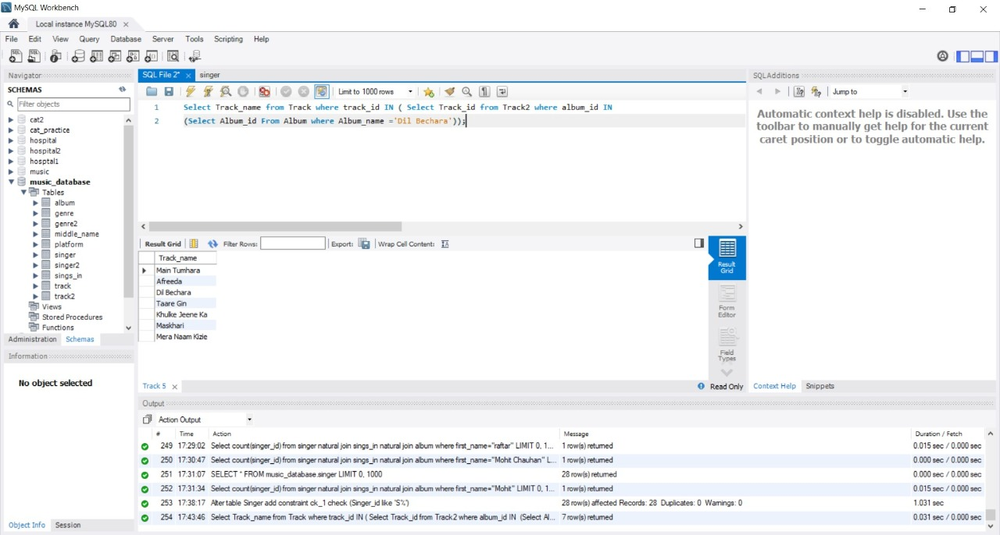 MySQL Workbench
Local instance MySQL80
File Edit View Query Database Server Tools Scripting Help
Navigator
SCHEMAS
Filter objects
cat2
cat_practice
hospital
hospital2
hosptal1
music
music_database
Tables
album
genre
genre2
middle_name
platform
singer
singer2
sings_in
track
track2
Views
Stored Procedures
Functions
Administration Schemas
Information
No object selected
Object Info Session
SQL File 2* singer
Limit to 1000 rows
1 Select Track_name from Track where track_id IN ( Select Track_id from Track2 where album_id IN
2 (Select Album_id From Album where Album_name ='Dil Bechara'));
Result Grid Filter Rows: Export: Wrap Cell Content:
Track_name
Main Tumhara
Afreeda
Dil Bechara
Taare Gin
Khulke Jeene Ka
Maskhari
Mera Naam Kizie
Result
Grid
Form
Editor
Field
Types
Track 5
Read Only
SQLAdditions
Jump to
Automatic context help is disabled. Use the
toolbar to manually get help for the current
caret position or to toggle automatic help.
Context Help Snippets
Output
Action Output
# Time Action Message Duration / Fetch
249 17:29:02 Select count(singer_id) from singer natural join sings_in natural join album where first_name="raftar" LIMIT 0, 1... 1 row(s) returned 0.015 sec / 0.000 sec
250 17:30:47 Select count(singer_id) from singer natural join sings_in natural join album where first_name="Mohit Chauhan" L... 1 row(s) returned 0.000 sec / 0.000 sec
251 17:31:07 SELECT * FROM music_database.singer LIMIT 0, 1000 28 row(s) returned 0.000 sec / 0.000 sec
252 17:31:34 Select count(singer_id) from singer natural join sings_in natural join album where first_name="Mohit" LIMIT 0, 1... 1 row(s) returned 0.015 sec / 0.000 sec
253 17:38:17 Alter table Singer add constraint ck_1 check (Singer_id like 'S%') 28 row(s) affected Records: 28 Duplicates: 0 Warnings: 0 1.031 sec
254 17:43:46 Select Track_name from Track where track_id IN ( Select Track_id from Track2 where album_id IN (Select Al... 7 row(s) returned 0.031 sec / 0.000 sec